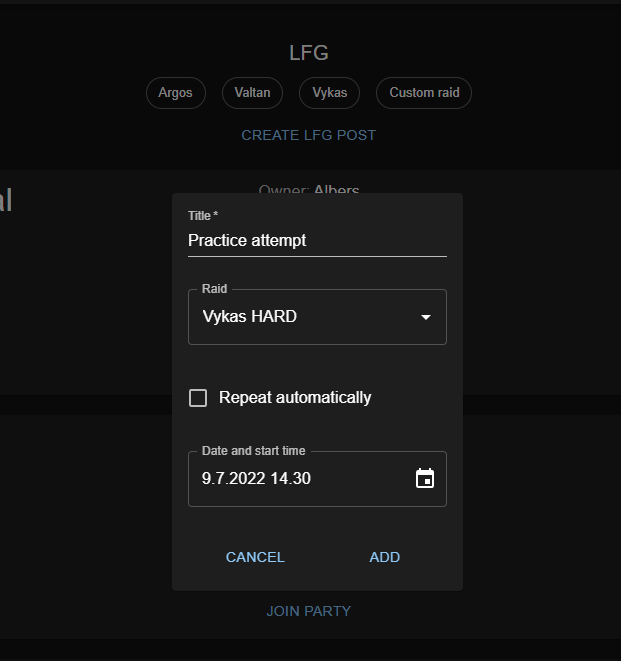 LFG
Argos Valtan Vykas Custom raid
CREATE LFG POST
al
Owner: Albers
Title *
Practice attempt
Raid
Vykas HARD
Repeat automatically
Date and start time
9.7.2022 14.30
CANCEL ADD
JOIN PARTY